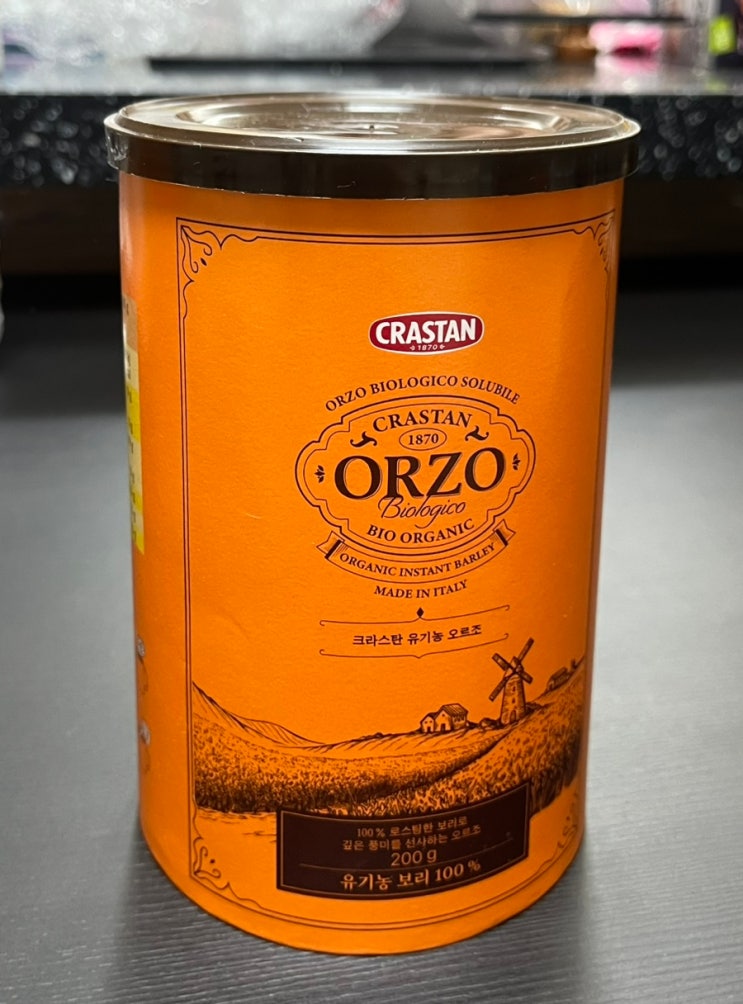 CRASTAN
1870
ORZO BIOLOGICO SOLUBILE
CRASTAN
1870
ORZO
Biologico
BIO ORGANIC
ORGANIC INSTANT BARLEY
MADE IN ITALY
크라스탄 유기농 오르조
100 % 로스팅한 보리로
깊은 풍미를 선사하는 오르조
200 g
유기농 보리 100 %